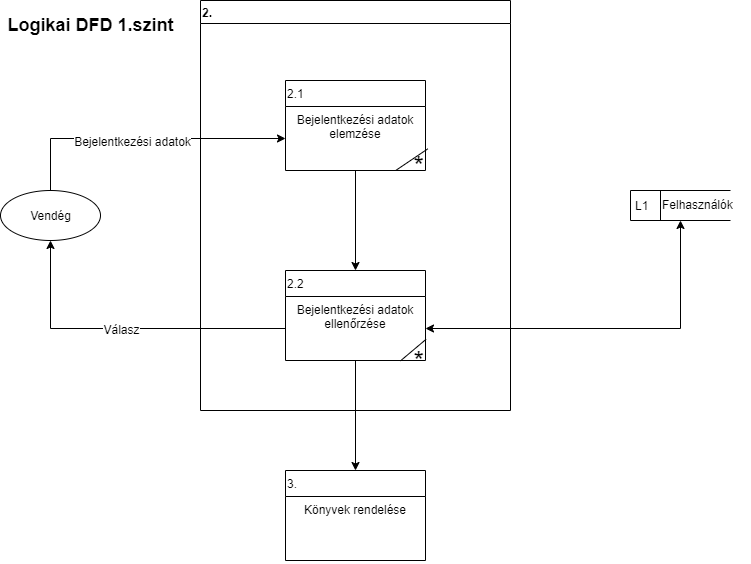 Logikai DFD 1.szint
2.
2.1
Bejelentkezési adatok
elemzése
*
Bejelentkezési adatok
Vendég
L1
Felhasználók
2.2
Bejelentkezési adatok
ellenőrzése
*
Válasz
3.
Könyvek rendelése